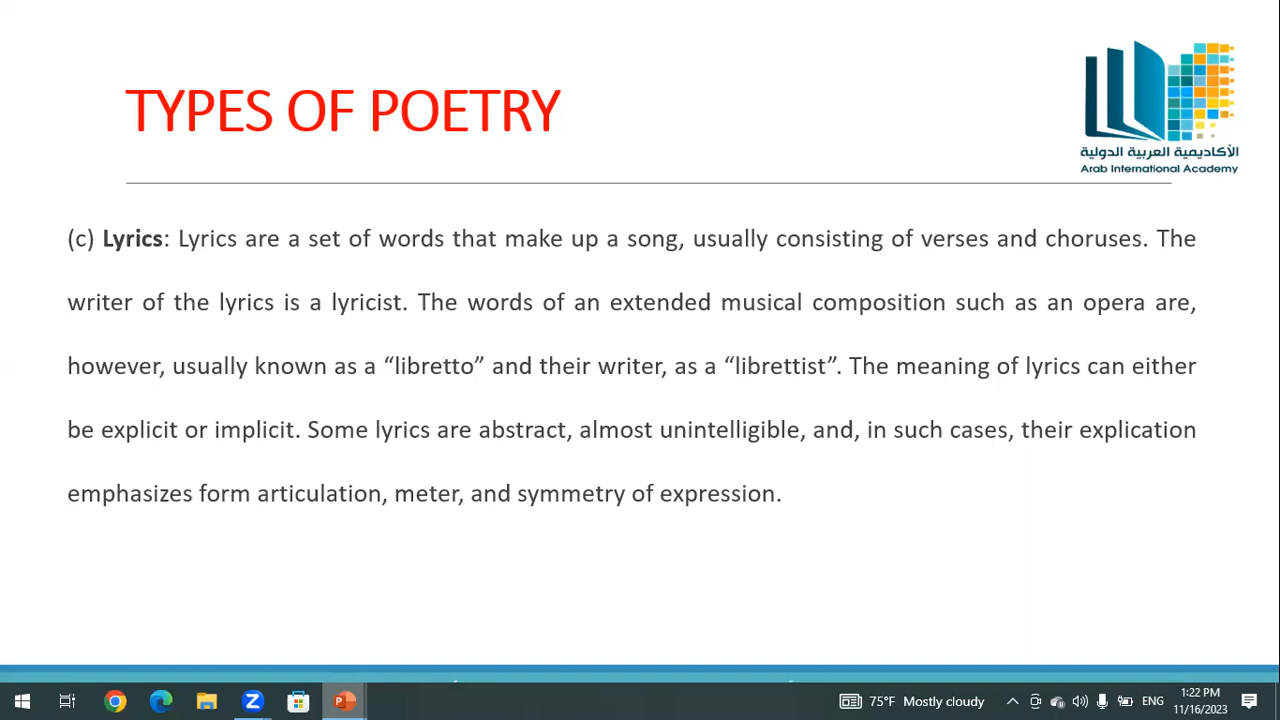 TYPES OF POETRY
الأكاديمية العربية الدولية
Arab International Academy
(c) Lyrics: Lyrics are a set of words that make up a song, usually consisting of verses and choruses. The
writer of the lyrics is a lyricist. The words of an extended musical composition such as an opera are,
however, usually known as a “libretto” and their writer, as a “librettist”. The meaning of lyrics can either
be explicit or implicit. Some lyrics are abstract, almost unintelligible, and, in such cases, their explication
emphasizes form articulation, meter, and symmetry of expression.
75°F Mostly cloudy
ENG
1:22 PM
11/16/2023